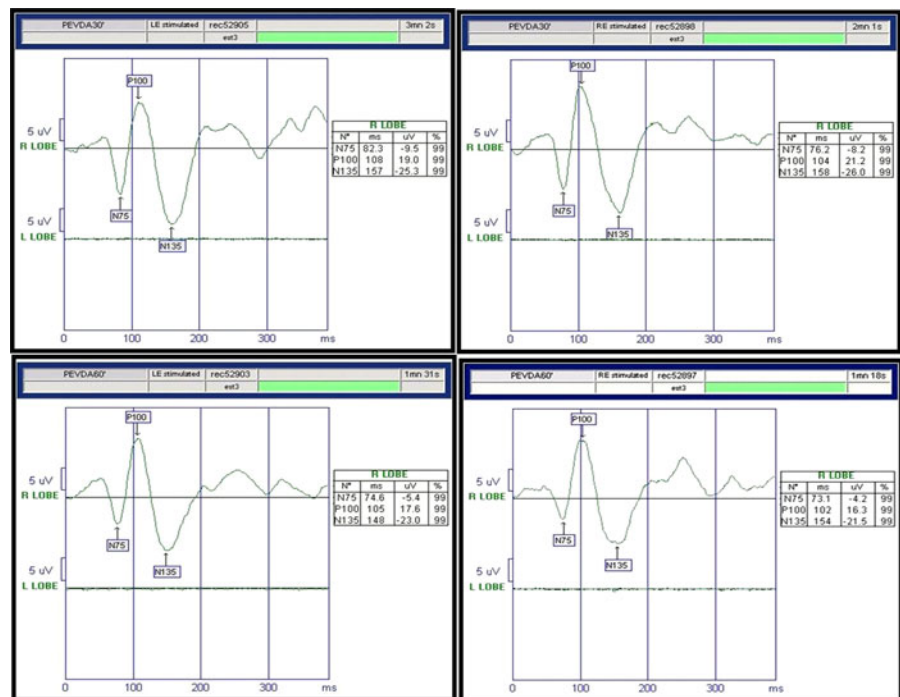 PEVDA30' LE stimulated rec52905 3mn 2s
est3
P100
5 uV
R LOBE
N75
5 uV
L LOBE
N135
R LOBE
N° ms uV %
N75 82.3 -9.5 99
P100 108 19.0 99
N135 157 -25.3 99
0 100 200 300 ms
PEVDA30' RE stimulated rec52898 2mn 1s
est3
P100
5 uV
R LOBE
N75
5 uV
L LOBE
N135
R LOBE
N° ms uV %
N75 76.2 -8.2 99
P100 104 21.2 99
N135 158 -26.0 99
0 100 200 300 ms
PEVDA60' LE stimulated rec52903 1mn 31s
est3
P100
5 uV
R LOBE
N75
5 uV
L LOBE
N135
R LOBE
N° ms uV %
N75 74.6 -5.4 99
P100 105 17.6 99
N135 148 -23.0 99
0 100 200 300 ms
PEVDA60' RE stimulated rec52897 1mn 18s
est3
P100
5 uV
R LOBE
N75
5 uV
L LOBE
N135
R LOBE
N° ms uV %
N75 73.1 -4.2 99
P100 102 16.3 99
N135 154 -21.5 99
0 100 200 300 ms